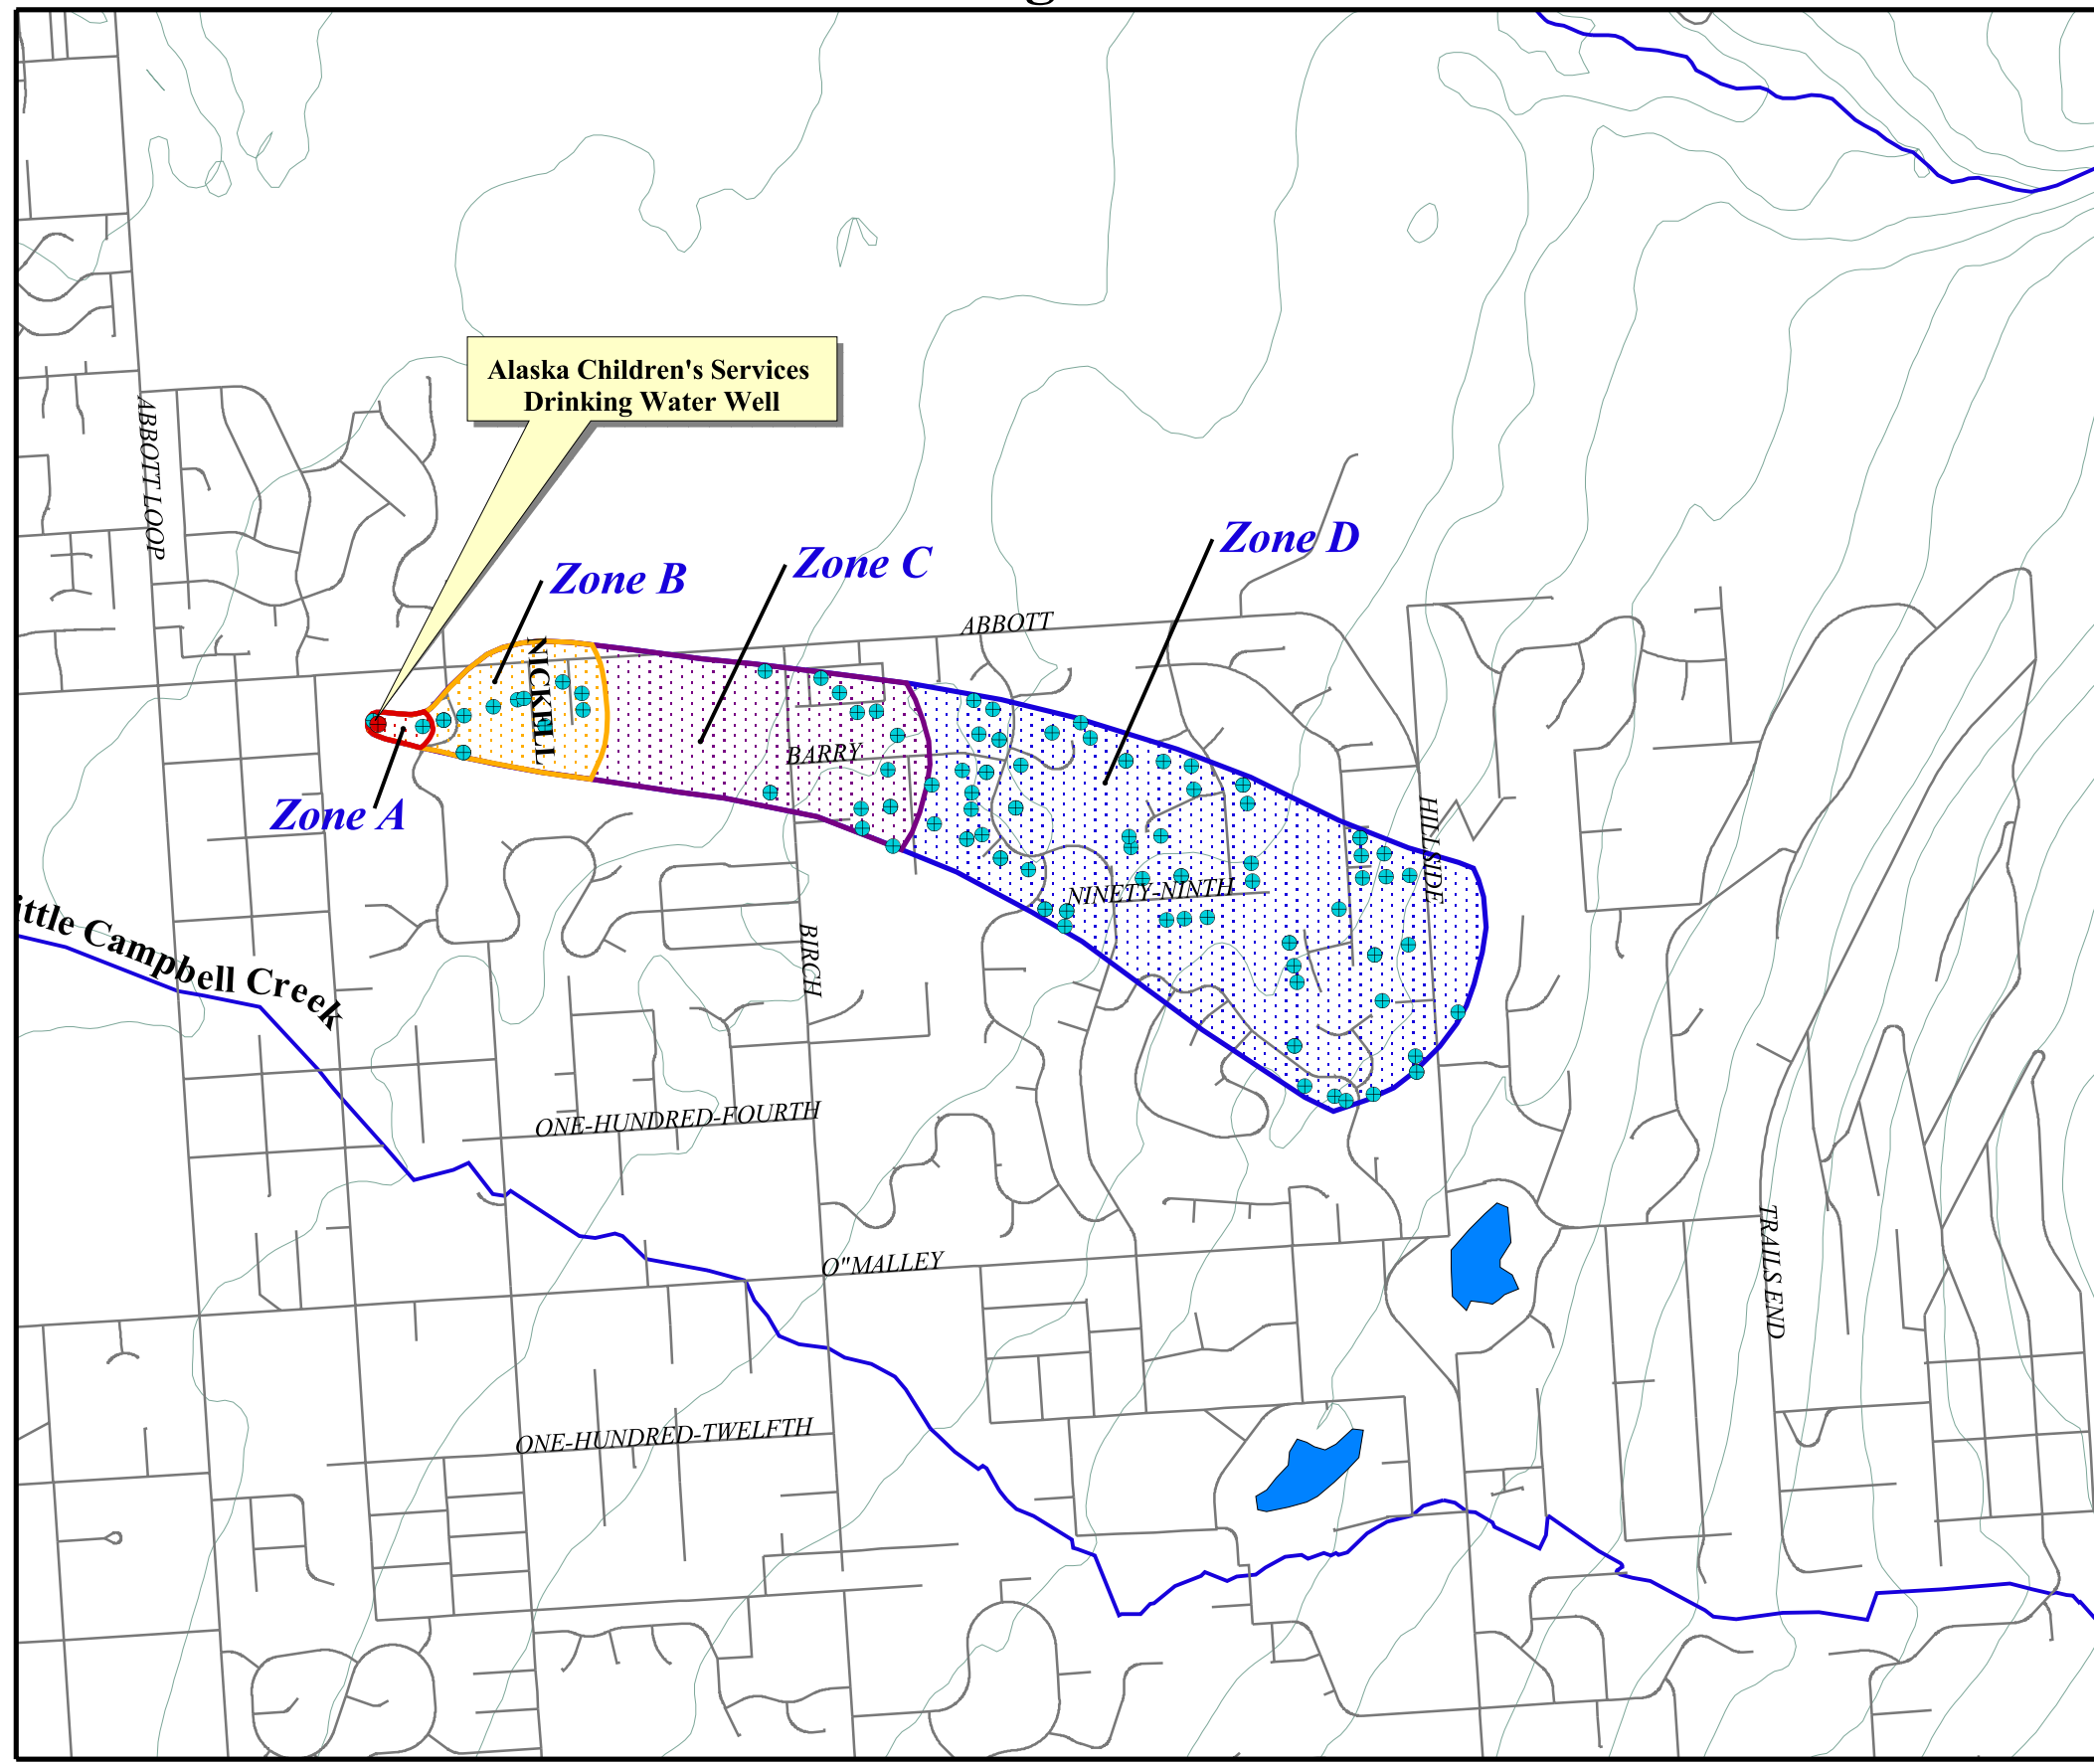 Alaska Children's Services
Drinking Water Well
ABBOTT LOOP
Zone B
Zone C
Zone D
ABBOTT
NICKELL
BARRY
Zone A
HILLSIDE
NINETY-NINTH
ittle Campbell Creek
BIRCH
ONE-HUNDRED-FOURTH
O"MALLEY
TRAILS END
ONE-HUNDRED-TWELFTH